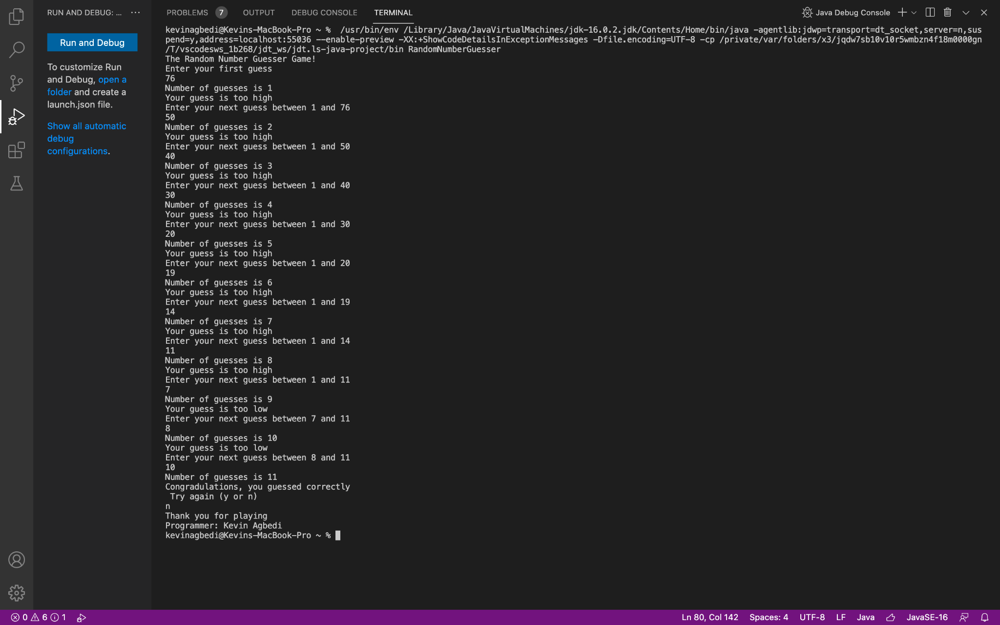 RUN AND DEBUG: ...
Run and Debug
To customize Run
and Debug, open a
folder and create a
launch.json file.
Show all automatic
debug
configurations.
PROBLEMS 7 OUTPUT DEBUG CONSOLE TERMINAL
Java Debug Console
kevinagbedi@Kevins-MacBook-Pro ~ %  /usr/bin/env /Library/Java/JavaVirtualMachines/jdk-16.0.2.jdk/Contents/Home/bin/java -agentlib:jdwp=transport=dt_socket,server=n,sus
pend=y,address=localhost:55036 --enable-preview -XX:+ShowCodeDetailsInExceptionMessages -Dfile.encoding=UTF-8 -cp /private/var/folders/x3/jqdw7sb10v10r5wmbzn4f18m0000gn
/T/vscodesws_1b268/jdt_ws/jdt.ls-java-project/bin RandomNumberGuesser
The Random Number Guesser Game!
Enter your first guess
76
Number of guesses is 1
Your guess is too high
Enter your next guess between 1 and 76
50
Number of guesses is 2
Your guess is too high
Enter your next guess between 1 and 50
40
Number of guesses is 3
Your guess is too high
Enter your next guess between 1 and 40
30
Number of guesses is 4
Your guess is too high
Enter your next guess between 1 and 30
20
Number of guesses is 5
Your guess is too high
Enter your next guess between 1 and 20
19
Number of guesses is 6
Your guess is too high
Enter your next guess between 1 and 19
14
Number of guesses is 7
Your guess is too high
Enter your next guess between 1 and 14
11
Number of guesses is 8
Your guess is too high
Enter your next guess between 1 and 11
7
Number of guesses is 9
Your guess is too low
Enter your next guess between 7 and 11
8
Number of guesses is 10
Your guess is too low
Enter your next guess between 8 and 11
10
Number of guesses is 11
Congradulations, you guessed correctly
 Try again (y or n)
n
Thank you for playing
Programmer: Kevin Agbedi
kevinagbedi@Kevins-MacBook-Pro ~ %
0 6 1 Ln 80, Col 142 Spaces: 4 UTF-8 LF Java JavaSE-16